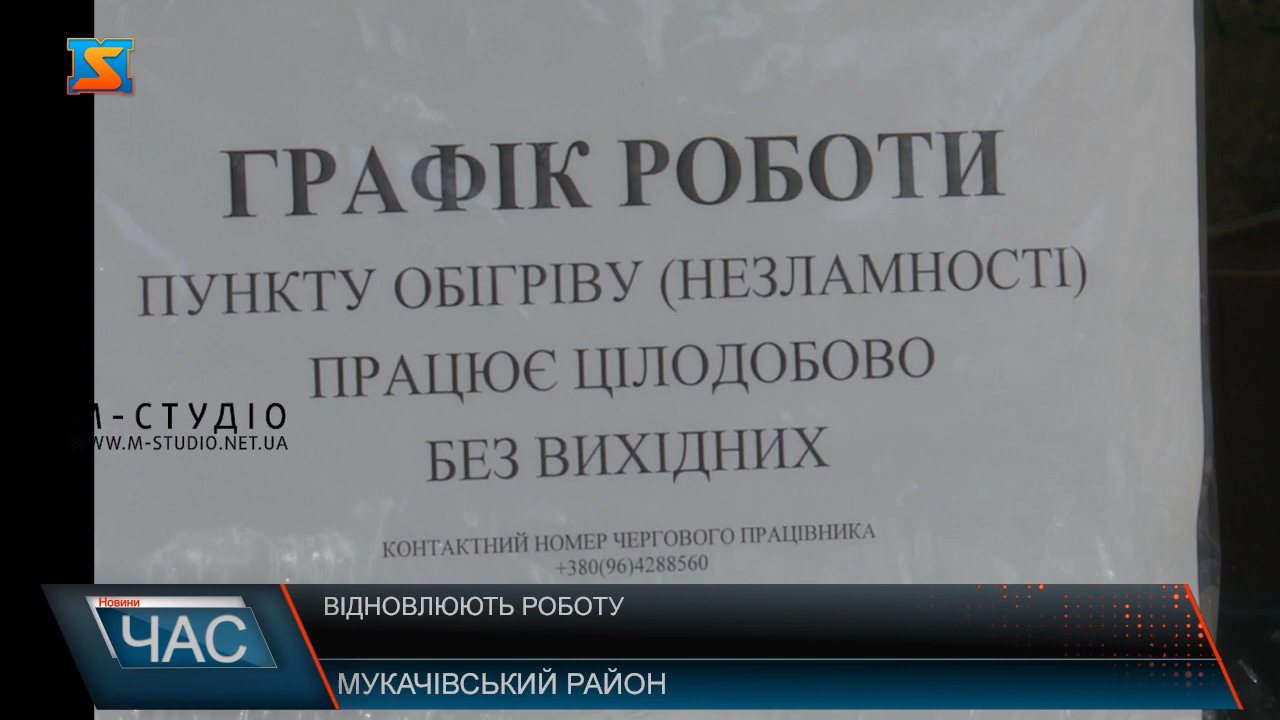 ГРАФІК РОБОТИ
ПУНКТУ ОБІГРІВУ (НЕЗЛАМНОСТІ)
ПРАЦЮЄ ЦІЛОДОБОВО
М-СТУДІО
WWW.M-STUDIO.NET.UA
БЕЗ ВИХІДНИХ
КОНТАКТНИЙ НОМЕР ЧЕРГОВОГО ПРАЦІВНИКА
+380(96)4288560
Новини
ЧАС
ВІДНОВЛЮЮТЬ РОБОТУ
МУКАЧІВСЬКИЙ РАЙОН